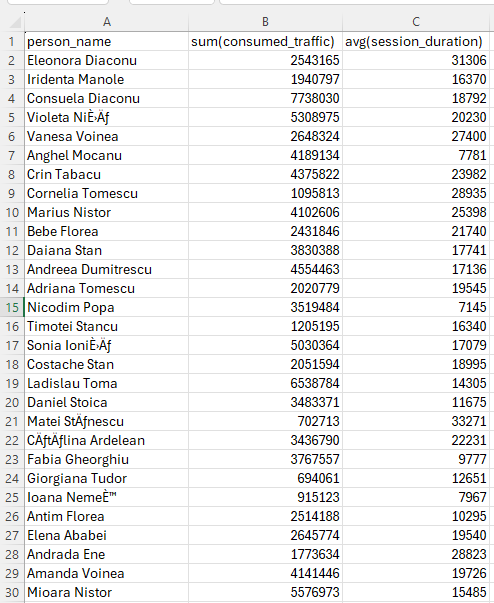 A B C
1 person_name sum(consumed_traffic) avg(session_duration)
2 Eleonora Diaconu 2543165 31306
3 Iridenta Manole 1940797 16370
4 Consuela Diaconu 7738030 18792
5 Violeta NiÈ›Äƒ 5308975 20230
6 Vanesa Voinea 2648324 27400
7 Anghel Mocanu 4189134 7781
8 Crin Tabacu 4375822 23982
9 Cornelia Tomescu 1095813 28935
10 Marius Nistor 4102606 25398
11 Bebe Florea 2431846 21740
12 Daiana Stan 3830388 17741
13 Andreea Dumitrescu 4554463 17136
14 Adriana Tomescu 2020779 19545
15 Nicodim Popa 3519484 7145
16 Timotei Stancu 1205195 16340
17 Sonia IoniÈ›Äƒ 5030364 17079
18 Costache Stan 2051594 18995
19 Ladislau Toma 6538784 14305
20 Daniel Stoica 3483371 11675
21 Matei StÄƒnescu 702713 33271
22 CÄƒtÄƒlina Ardelean 3436790 22231
23 Fabia Gheorghiu 3767557 9777
24 Giorgiana Tudor 694061 12651
25 Ioana NemeÈ™ 915123 7967
26 Antim Florea 2514188 10295
27 Elena Ababei 2645774 19540
28 Andrada Ene 1773634 28823
29 Amanda Voinea 4141446 19726
30 Mioara Nistor 5576973 15485